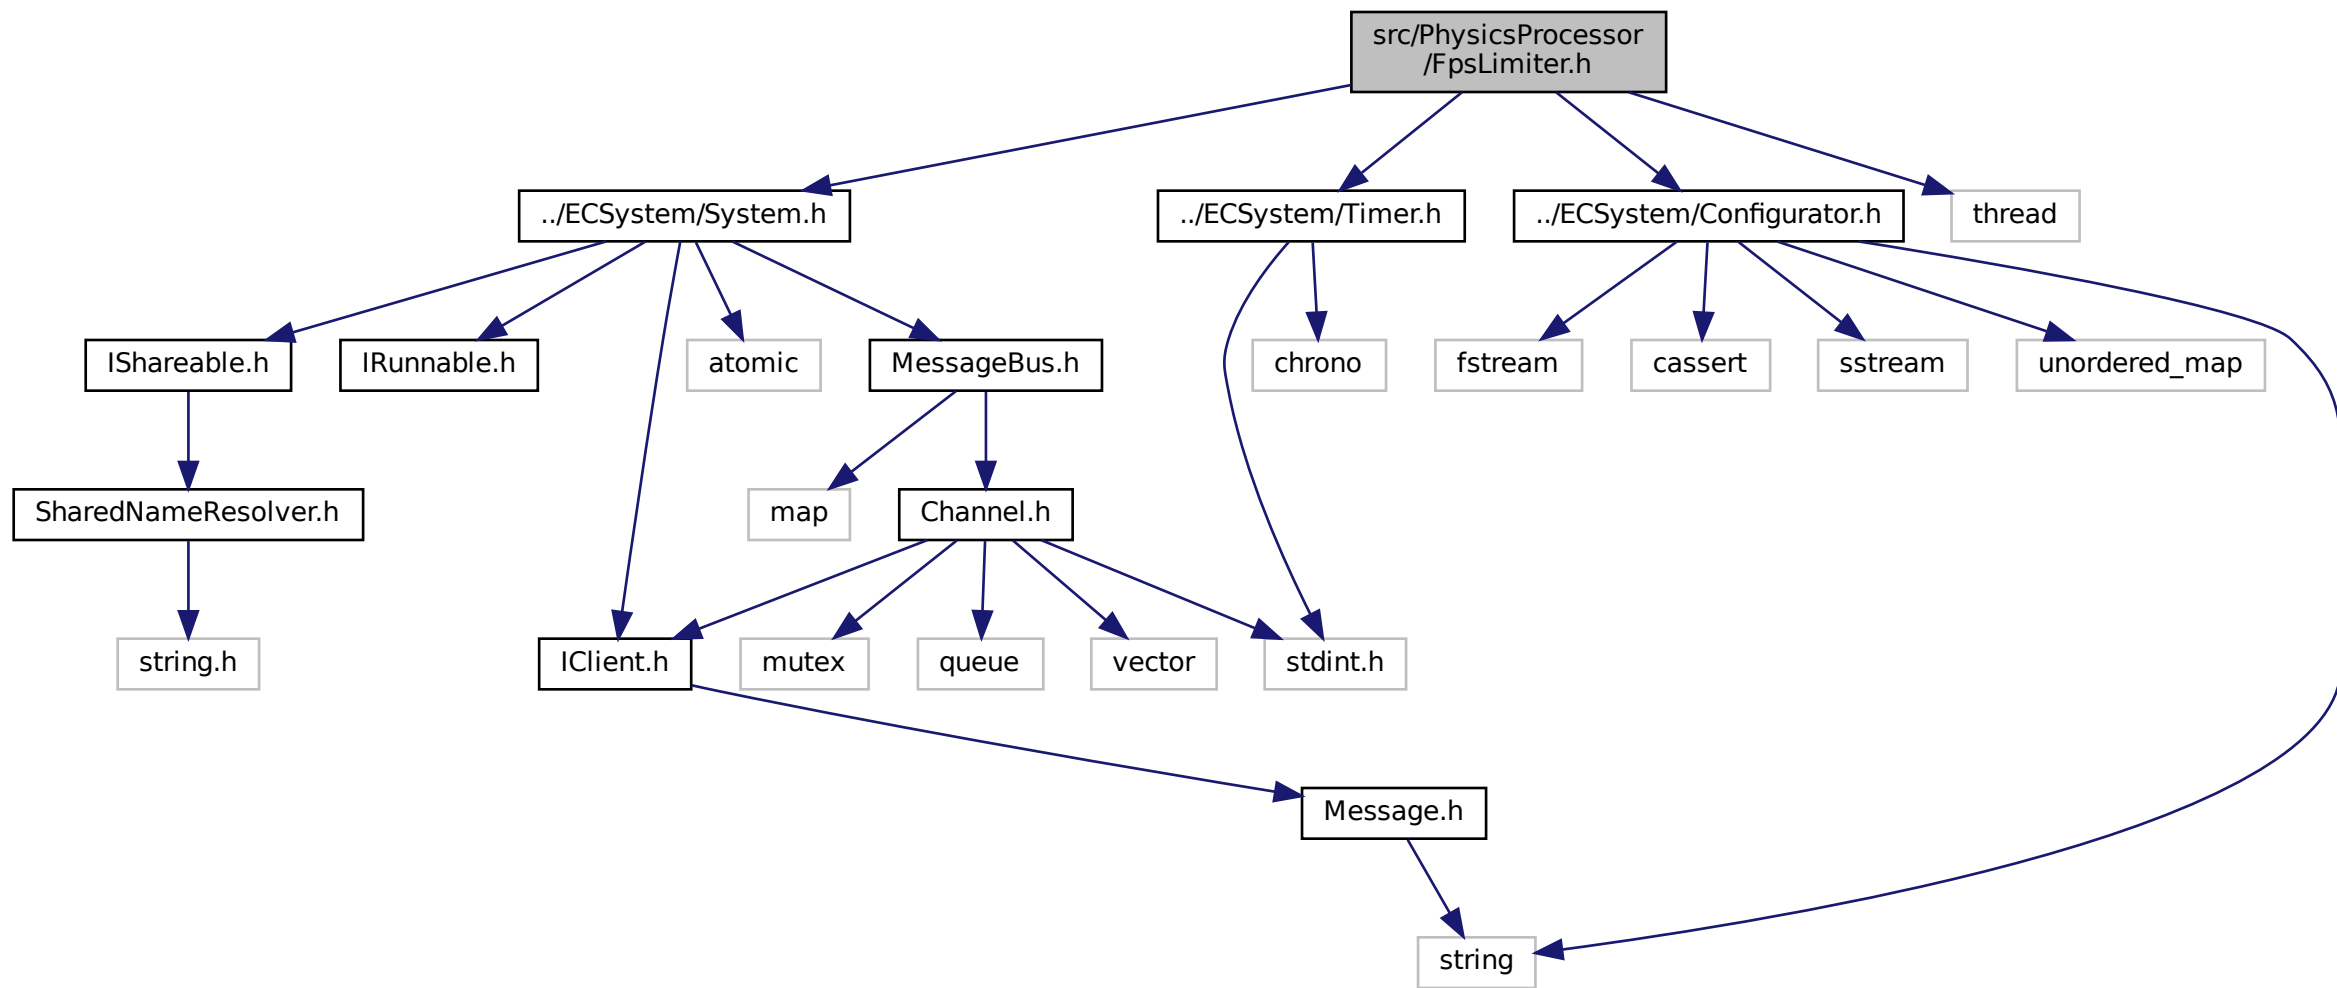 src/PhysicsProcessor
/FpsLimiter.h
../ECSystem/System.h
../ECSystem/Timer.h
../ECSystem/Configurator.h
thread
IShareable.h
IRunnable.h
atomic
MessageBus.h
chrono
fstream
cassert
sstream
unordered_map
SharedNameResolver.h
map
Channel.h
string.h
IClient.h
mutex
queue
vector
stdint.h
Message.h
string